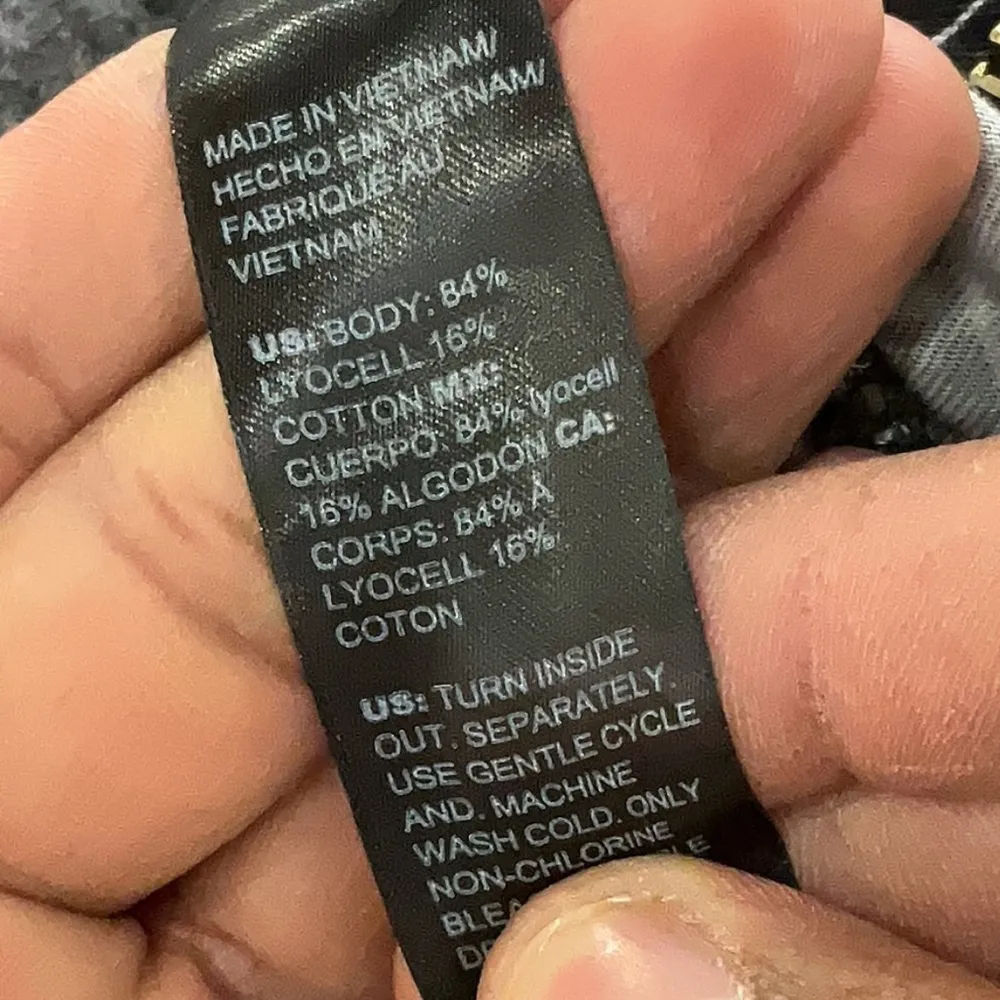 MADE IN VIETNAM/
HECHO EN VIETNAM/
FABRIQUE AU
VIETNAM
US: BODY: 84%
LYOCELL 16%
COTTON MX:
CUERPO: 84% lyocell
16% ALGODON CA:
CORPS: 84% Â
LYOCELL 16%
COTON
US: TURN INSIDE
OUT. SEPARATELY.
USE GENTLE CYCLE
AND. MACHINE
WASH COLD. ONLY
NON-CHLORINE